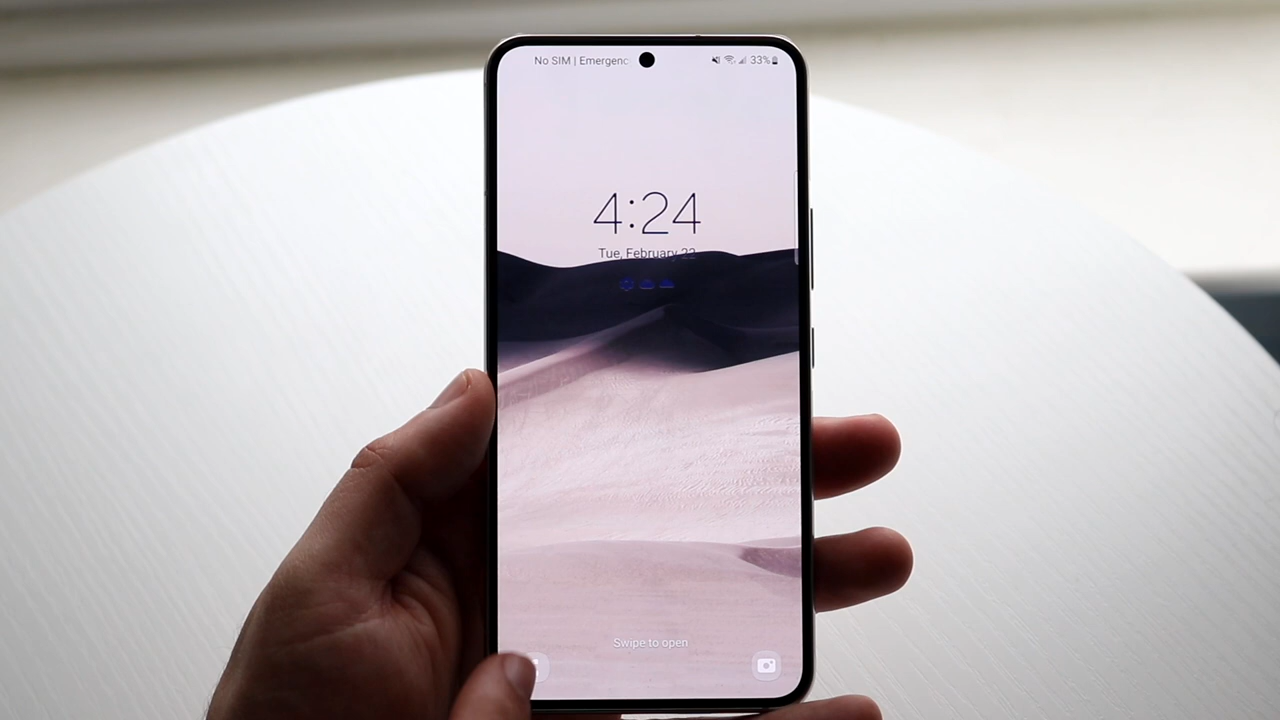 No SIM | Emergenc
33%
4:24
Tue, February 22
Swipe to open